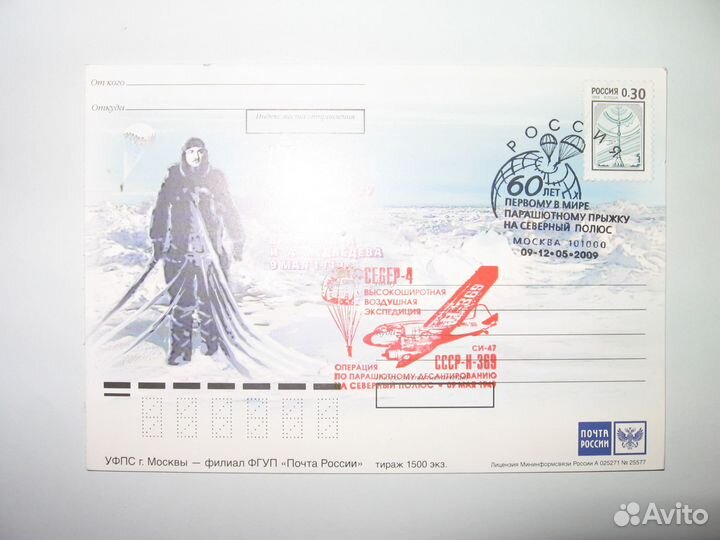 От кого
Откуда
Индекс места отправления
РОССИЯ 0.30
РОССИЯ
60 ЛЕТ
ПЕРВОМУ В МИРЕ
ПАРАШЮТНОМУ ПРЫЖКУ
НА СЕВЕРНЫЙ ПОЛЮС
МОСКВА 101000
09-12•05•2009
СЕВЕР-4
ВЫСОКОШИРОТНАЯ
ВОЗДУШНАЯ
ЭКСПЕДИЦИЯ
Н-369
СИ-47
СССР-Н-369
ОПЕРАЦИЯ
ПО ПАРАШЮТНОМУ ДЕСАНТИРОВАНИЮ
НА СЕВЕРНЫЙ ПОЛЮС • 09 МАЯ 1949
ПОЧТА
РОССИИ
УФПС г. Москвы — филиал ФГУП «Почта России» тираж 1500 экз.
Лицензия Мининформсвязи России А 025271 № 25577
Avito